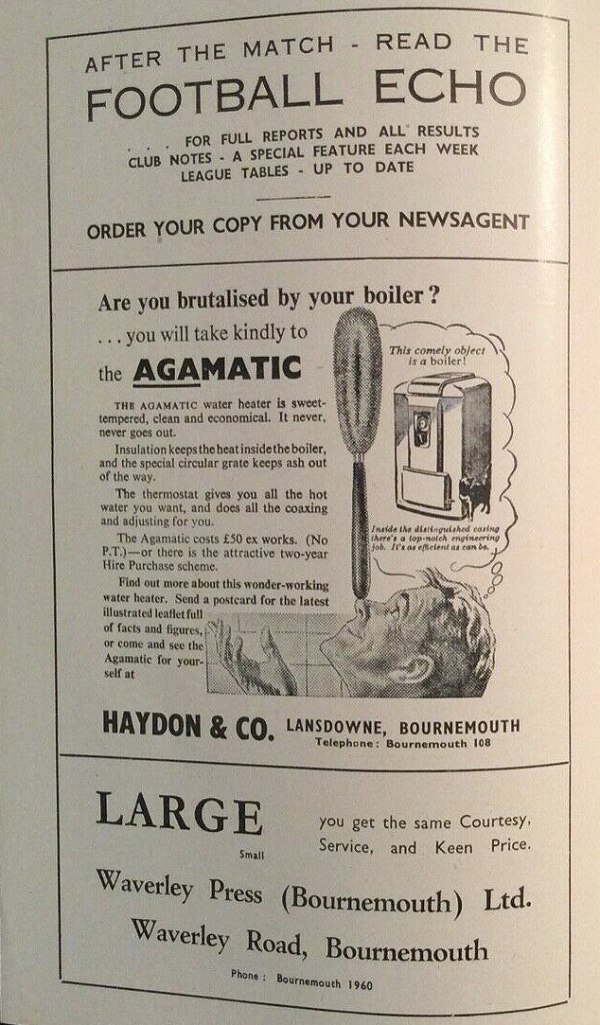 AFTER THE MATCH - READ THE
FOOTBALL ECHO
. . . FOR FULL REPORTS AND ALL RESULTS
CLUB NOTES - A SPECIAL FEATURE EACH WEEK
LEAGUE TABLES - UP TO DATE
ORDER YOUR COPY FROM YOUR NEWSAGENT
Are you brutalised by your boiler?
...you will take kindly to
the AGAMATIC
THE AGAMATIC water heater is sweet-
tempered, clean and economical. It never,
never goes out.
Insulation keeps the heat inside the boiler,
and the special circular grate keeps ash out
of the way.
The thermostat gives you all the hot
water you want, and does all the coaxing
and adjusting for you.
The Agamatic costs £50 ex works. (No
P.T.)—or there is the attractive two-year
Hire Purchase scheme.
Find out more about this wonder-working
water heater. Send a postcard for the latest
illustrated leaflet full
of facts and figures,
or come and see the
Agamatic for your-
self at
This comely object
is a boiler!
Inside the distinguished casing
there's a top-notch engineering
job. It's as efficient as can be.
HAYDON & CO. LANSDOWNE, BOURNEMOUTH
Telephone: Bournemouth 108
LARGE
Small
you get the same Courtesy,
Service, and Keen Price.
Waverley Press (Bournemouth) Ltd.
Waverley Road, Bournemouth
Phone: Bournemouth 1960